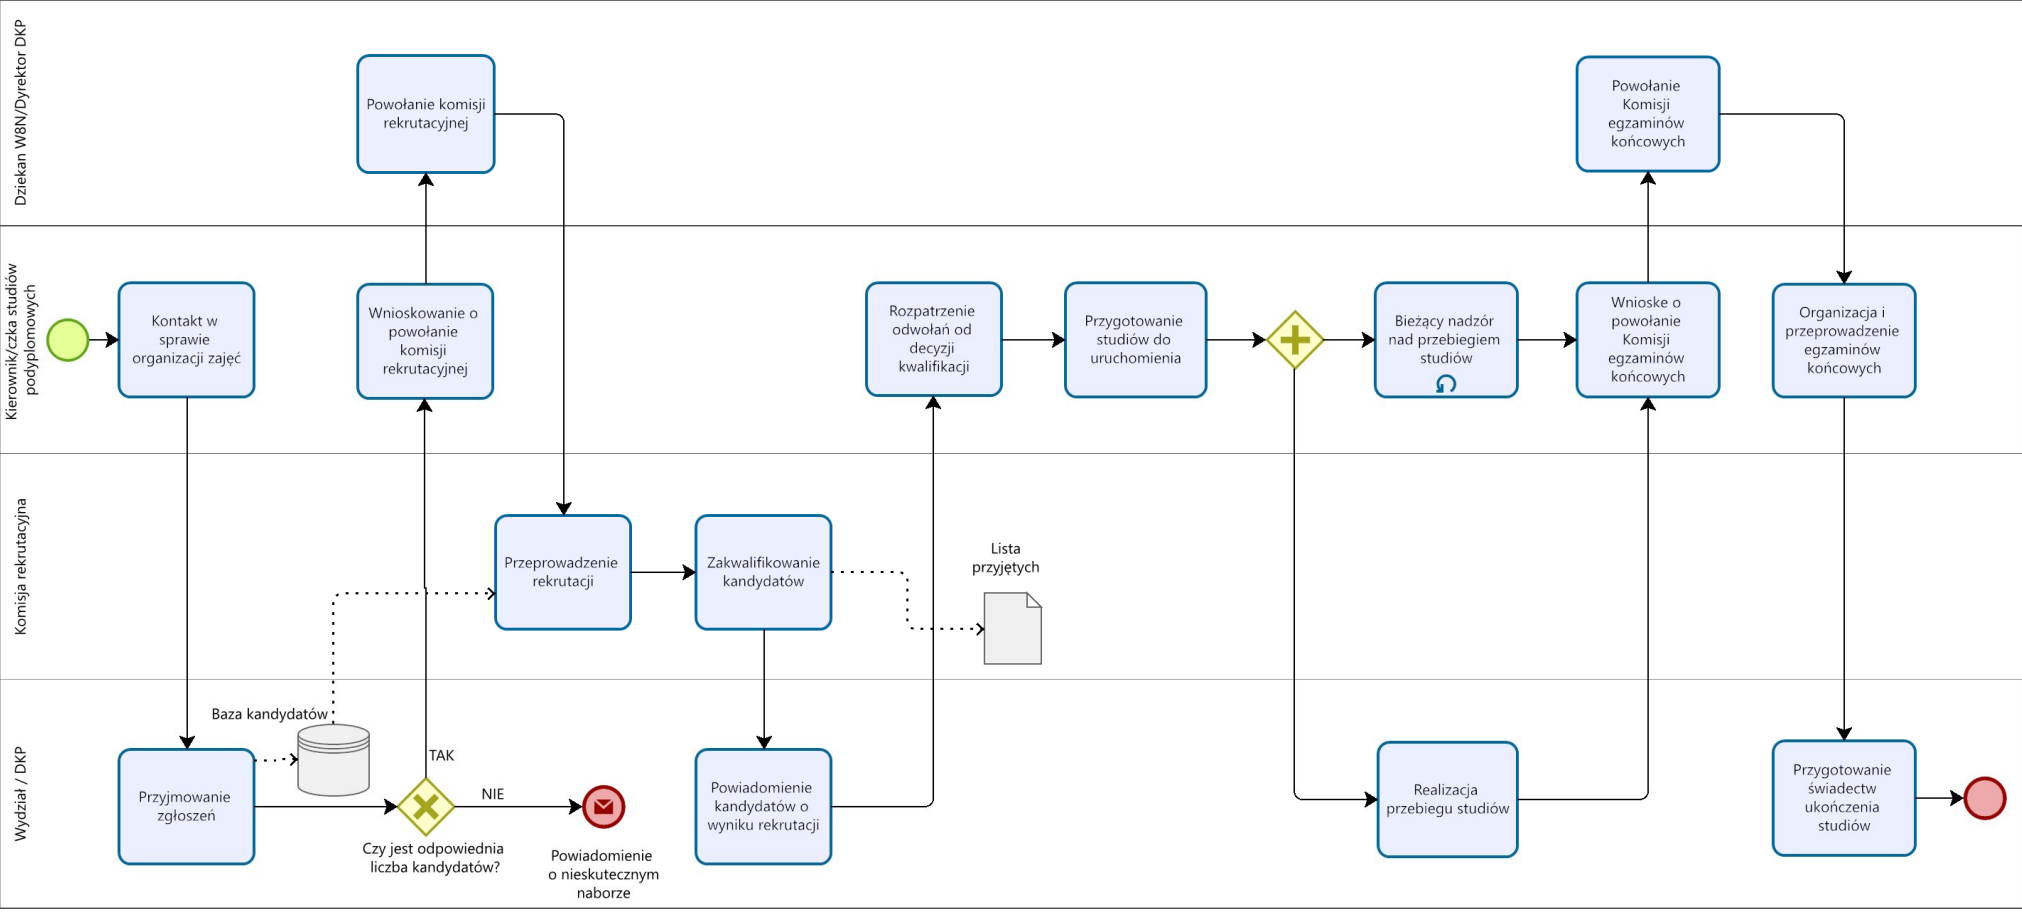 Dziekan W8N/Dyrektor DKP
Powołanie komisji
rekrutacyjnej
Powołanie
Komisji
egzaminów
końcowych
Kierownik/czka studiów
podyplomowych
Kontakt w
sprawie
organizacji zajęć
Wnioskowanie o
powołanie
komisji
rekrutacyjnej
Rozpatrzenie
odwołań od
decyzji
kwalifikacji
Przygotowanie
studiów do
uruchomienia
Bieżący nadzór
nad przebiegiem
studiów
Wnioske o
powołanie
Komisji
egzaminów
końcowych
Organizacja i
przeprowadzenie
egzaminów
końcowych
Komisja rekrutacyjna
Przeprowadzenie
rekrutacji
Zakwalifikowanie
kandydatów
Lista
przyjętych
Wydział / DKP
Przyjmowanie
zgłoszeń
Baza kandydatów
TAK
NIE
Czy jest odpowiednia
liczba kandydatów?
Powiadomienie
o nieskutecznym
naborze
Powiadomienie
kandydatów o
wyniku rekrutacji
Realizacja
przebiegu studiów
Przygotowanie
świadectw
ukończenia
studiów